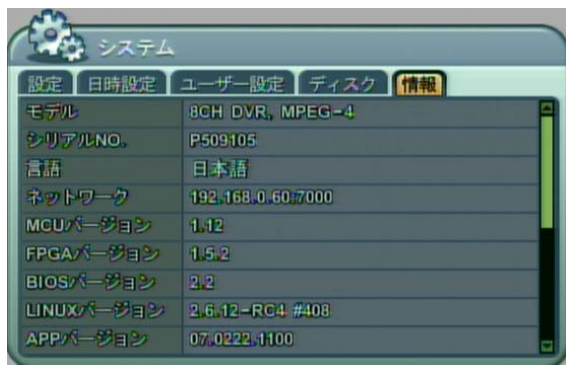 システム
設定 日時設定 ユーザー設定 ディスク 情報
モデル 8CH DVR, MPEG-4
シリアルNO. P509105
言語 日本語
ネットワーク 192.168.0.60:7000
MCUバージョン 1.12
FPGAバージョン 1.5.2
BIOSバージョン 2.2
LINUXバージョン 2.6.12-RC4 #408
APPバージョン 07.0222.1100